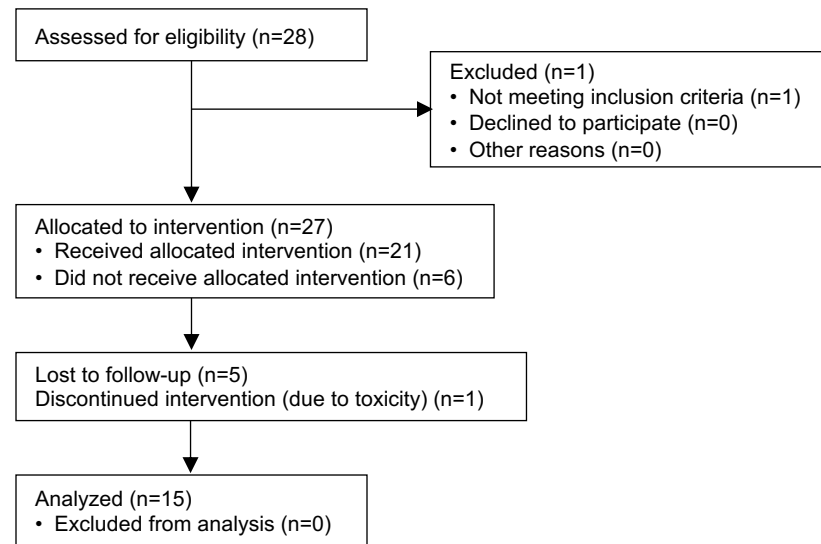 Assessed for eligibility (n=28)
Excluded (n=1)
• Not meeting inclusion criteria (n=1)
• Declined to participate (n=0)
• Other reasons (n=0)
Allocated to intervention (n=27)
• Received allocated intervention (n=21)
• Did not receive allocated intervention (n=6)
Lost to follow-up (n=5)
Discontinued intervention (due to toxicity) (n=1)
Analyzed (n=15)
• Excluded from analysis (n=0)